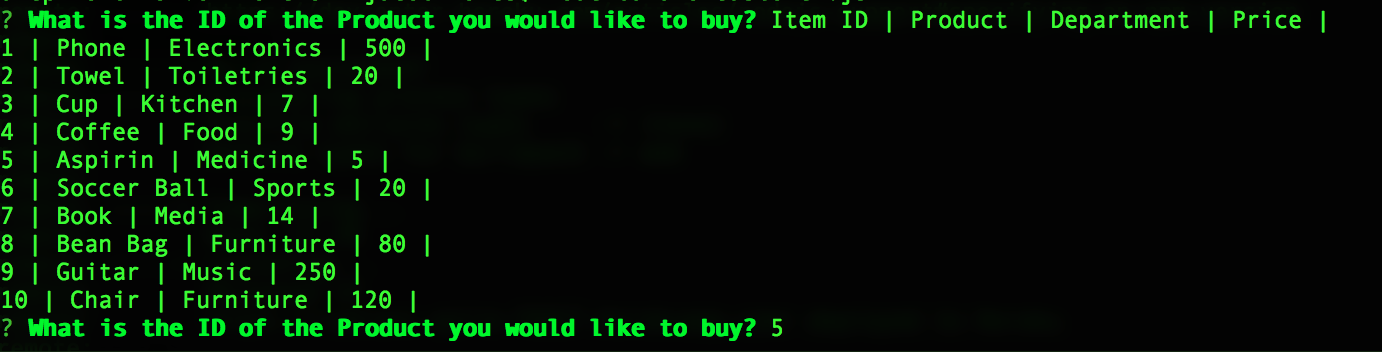 ? What is the ID of the Product you would like to buy? Item ID | Product | Department | Price |
1 | Phone | Electronics | 500 |
2 | Towel | Toiletries | 20 |
3 | Cup | Kitchen | 7 |
4 | Coffee | Food | 9 |
5 | Aspirin | Medicine | 5 |
6 | Soccer Ball | Sports | 20 |
7 | Book | Media | 14 |
8 | Bean Bag | Furniture | 80 |
9 | Guitar | Music | 250 |
10 | Chair | Furniture | 120 |
? What is the ID of the Product you would like to buy? 5